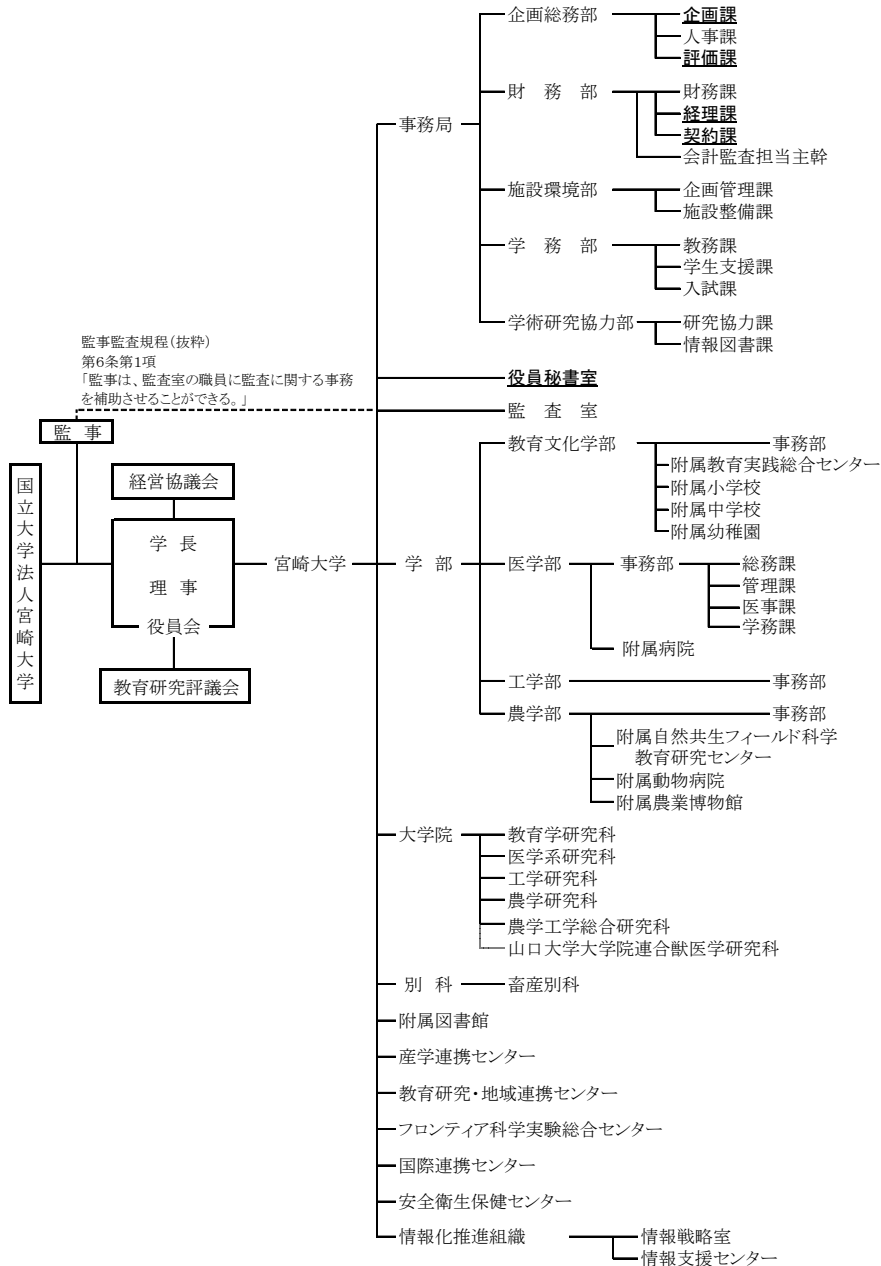 企画総務部
企画課
人事課
評価課
財　務　部
財務課
経理課
契約課
会計監査担当主幹
事務局
施設環境部
企画管理課
施設整備課
学　務　部
教務課
学生支援課
入試課
学術研究協力部
研究協力課
情報図書課
監事監査規程(抜粋)
第6条第1項
「監事は、監査室の職員に監査に関する事務
を補助させることができる。」
役員秘書室
監　査　室
監　事
国立大学法人宮崎大学
経営協議会
学　長
理　事
役員会
教育研究評議会
宮崎大学
学　部
教育文化学部
事務部
附属教育実践総合センター
附属小学校
附属中学校
附属幼稚園
医学部
事務部
総務課
管理課
医事課
学務課
附属病院
工学部
事務部
農学部
事務部
附属自然共生フィールド科学
教育研究センター
附属動物病院
附属農業博物館
大学院
教育学研究科
医学系研究科
工学研究科
農学研究科
農学工学総合研究科
山口大学大学院連合獣医学研究科
別　科
畜産別科
附属図書館
産学連携センター
教育研究・地域連携センター
フロンティア科学実験総合センター
国際連携センター
安全衛生保健センター
情報化推進組織
情報戦略室
情報支援センター